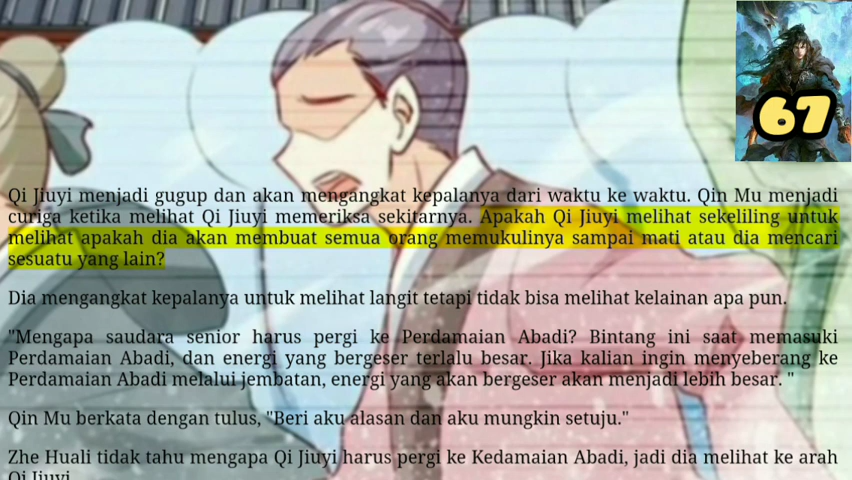 67
Qi Jiuyi menjadi gugup dan akan mengangkat kepalanya dari waktu ke waktu. Qin Mu menjadi
curiga ketika melihat Qi Jiuyi memeriksa sekitarnya. Apakah Qi Jiuyi melihat sekeliling untuk
melihat apakah dia akan membuat semua orang memukulinya sampai mati atau dia mencari
sesuatu yang lain?
Dia mengangkat kepalanya untuk melihat langit tetapi tidak bisa melihat kelainan apa pun.
"Mengapa saudara senior harus pergi ke Perdamaian Abadi? Bintang ini saat memasuki
Perdamaian Abadi, dan energi yang bergeser terlalu besar. Jika kalian ingin menyeberang ke
Perdamaian Abadi melalui jembatan, energi yang akan bergeser akan menjadi lebih besar. "
Qin Mu berkata dengan tulus, "Beri aku alasan dan aku mungkin setuju."
Zhe Huali tidak tahu mengapa Qi Jiuyi harus pergi ke Kedamaian Abadi, jadi dia melihat ke arah
Qi Jiuyi